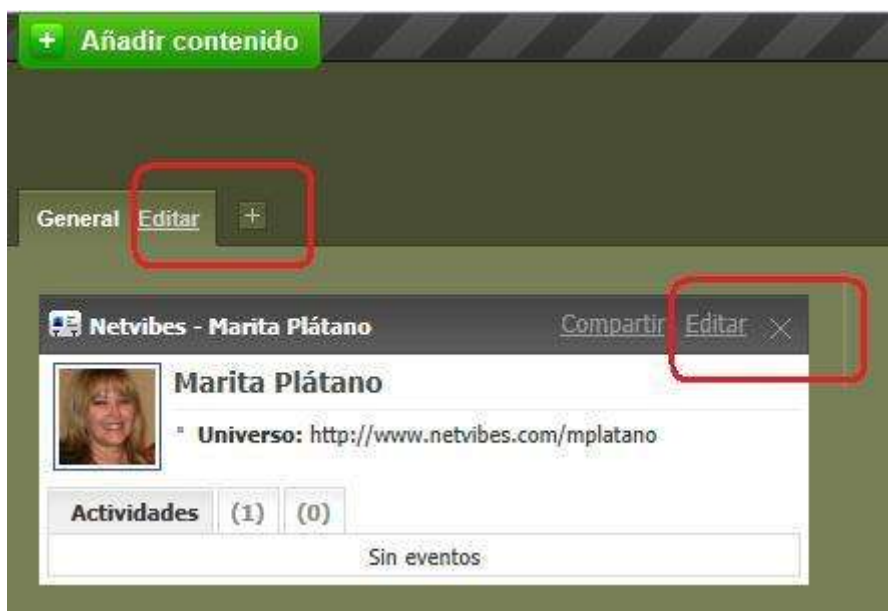 + Añadir contenido
General Editar +
Netvibes - Marita Plátano Compartir Editar
Marita Plátano
Universo: http://www.netvibes.com/mplatano
Actividades (1) (0)
Sin eventos